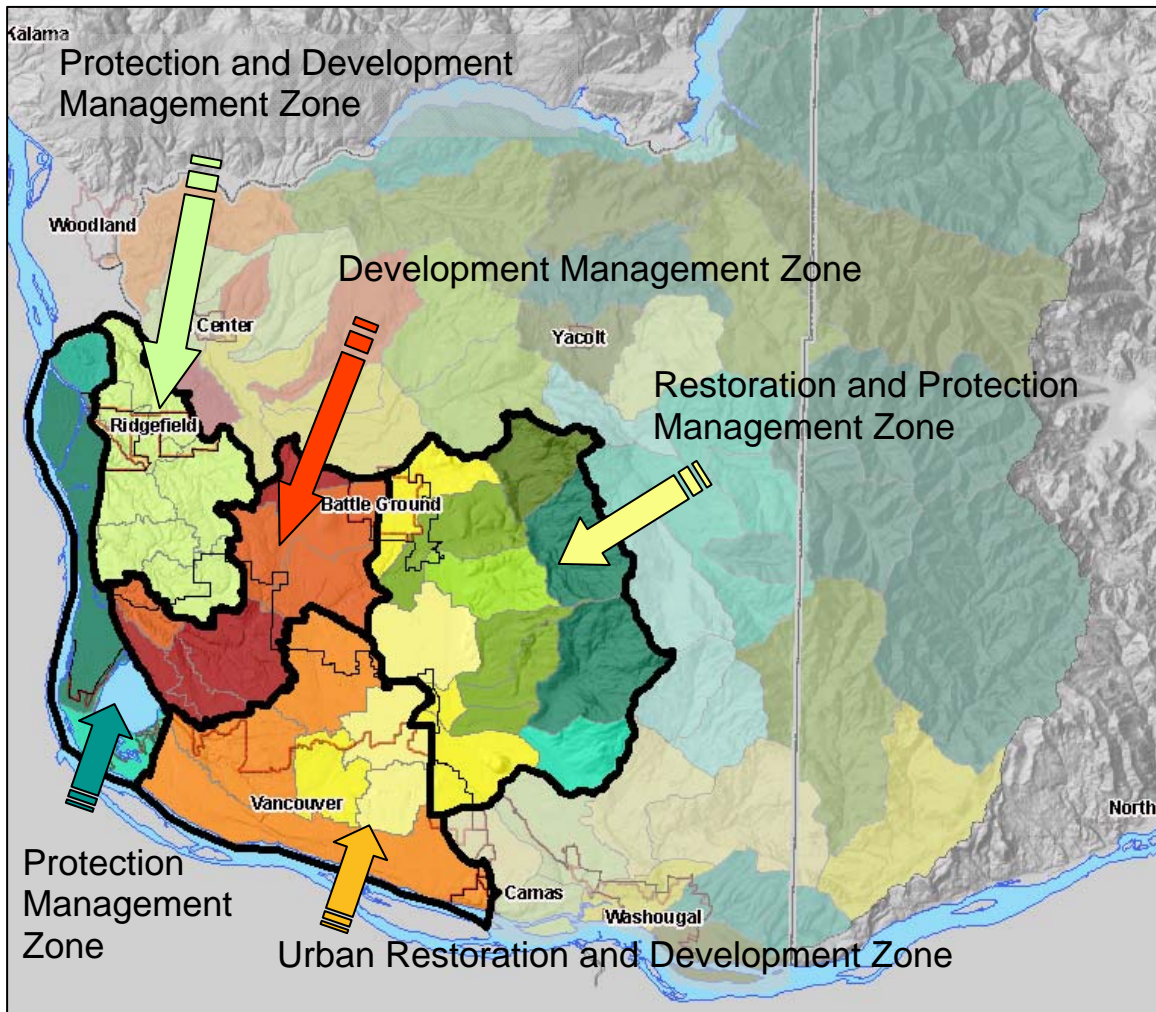 Kalama
Protection and Development
Management Zone
Woodland
Development Management Zone
Center
Yacolt
Restoration and Protection
Management Zone
Ridgefield
Battle Ground
Vancouver
North
Protection
Management
Zone
Camas
Washougal
Urban Restoration and Development Zone